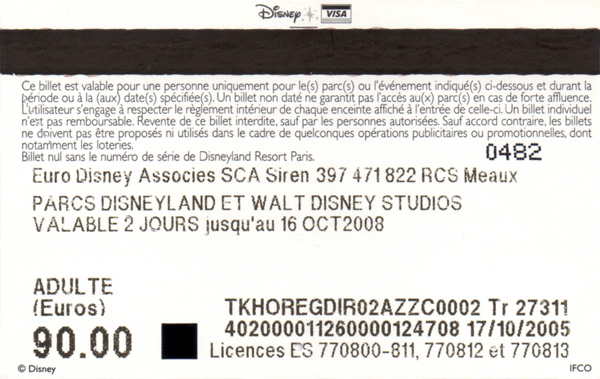 Disney VISA
Ce billet est valable pour une personne uniquement pour le(s) parc(s) ou l'événement indiqué(s) ci-dessous et durant la
période ou à la (aux) date(s) spécifiée(s). Un billet non daté ne garantit pas l'accès au(x) parc(s) en cas de forte affluence.
L'utilisateur s'engage à respecter le règlement intérieur de chaque enceinte affiché à l'entrée de celle-ci. Un billet individuel
n'est pas remboursable. Revente de ce billet interdite, sauf par les personnes autorisées. Sauf accord contraire, les billets
ne doivent pas être proposés ni utilisés dans le cadre de quelconques opérations publicitaires ou promotionnelles, dont
notamment les loteries.
Billet nul sans le numéro de série de Disneyland Resort Paris.
0482
Euro Disney Associes SCA Siren 397 471 822 RCS Meaux
PARCS DISNEYLAND ET WALT DISNEY STUDIOS
VALABLE 2 JOURS jusqu'au 16 OCT2008
ADULTE
(Euros)
90.00
TKHOREGDIR02AZZC0002 Tr 27311
4020000112600000124708 17/10/2005
Licences ES 770800-811, 770812 et 770813
© Disney
IFCO